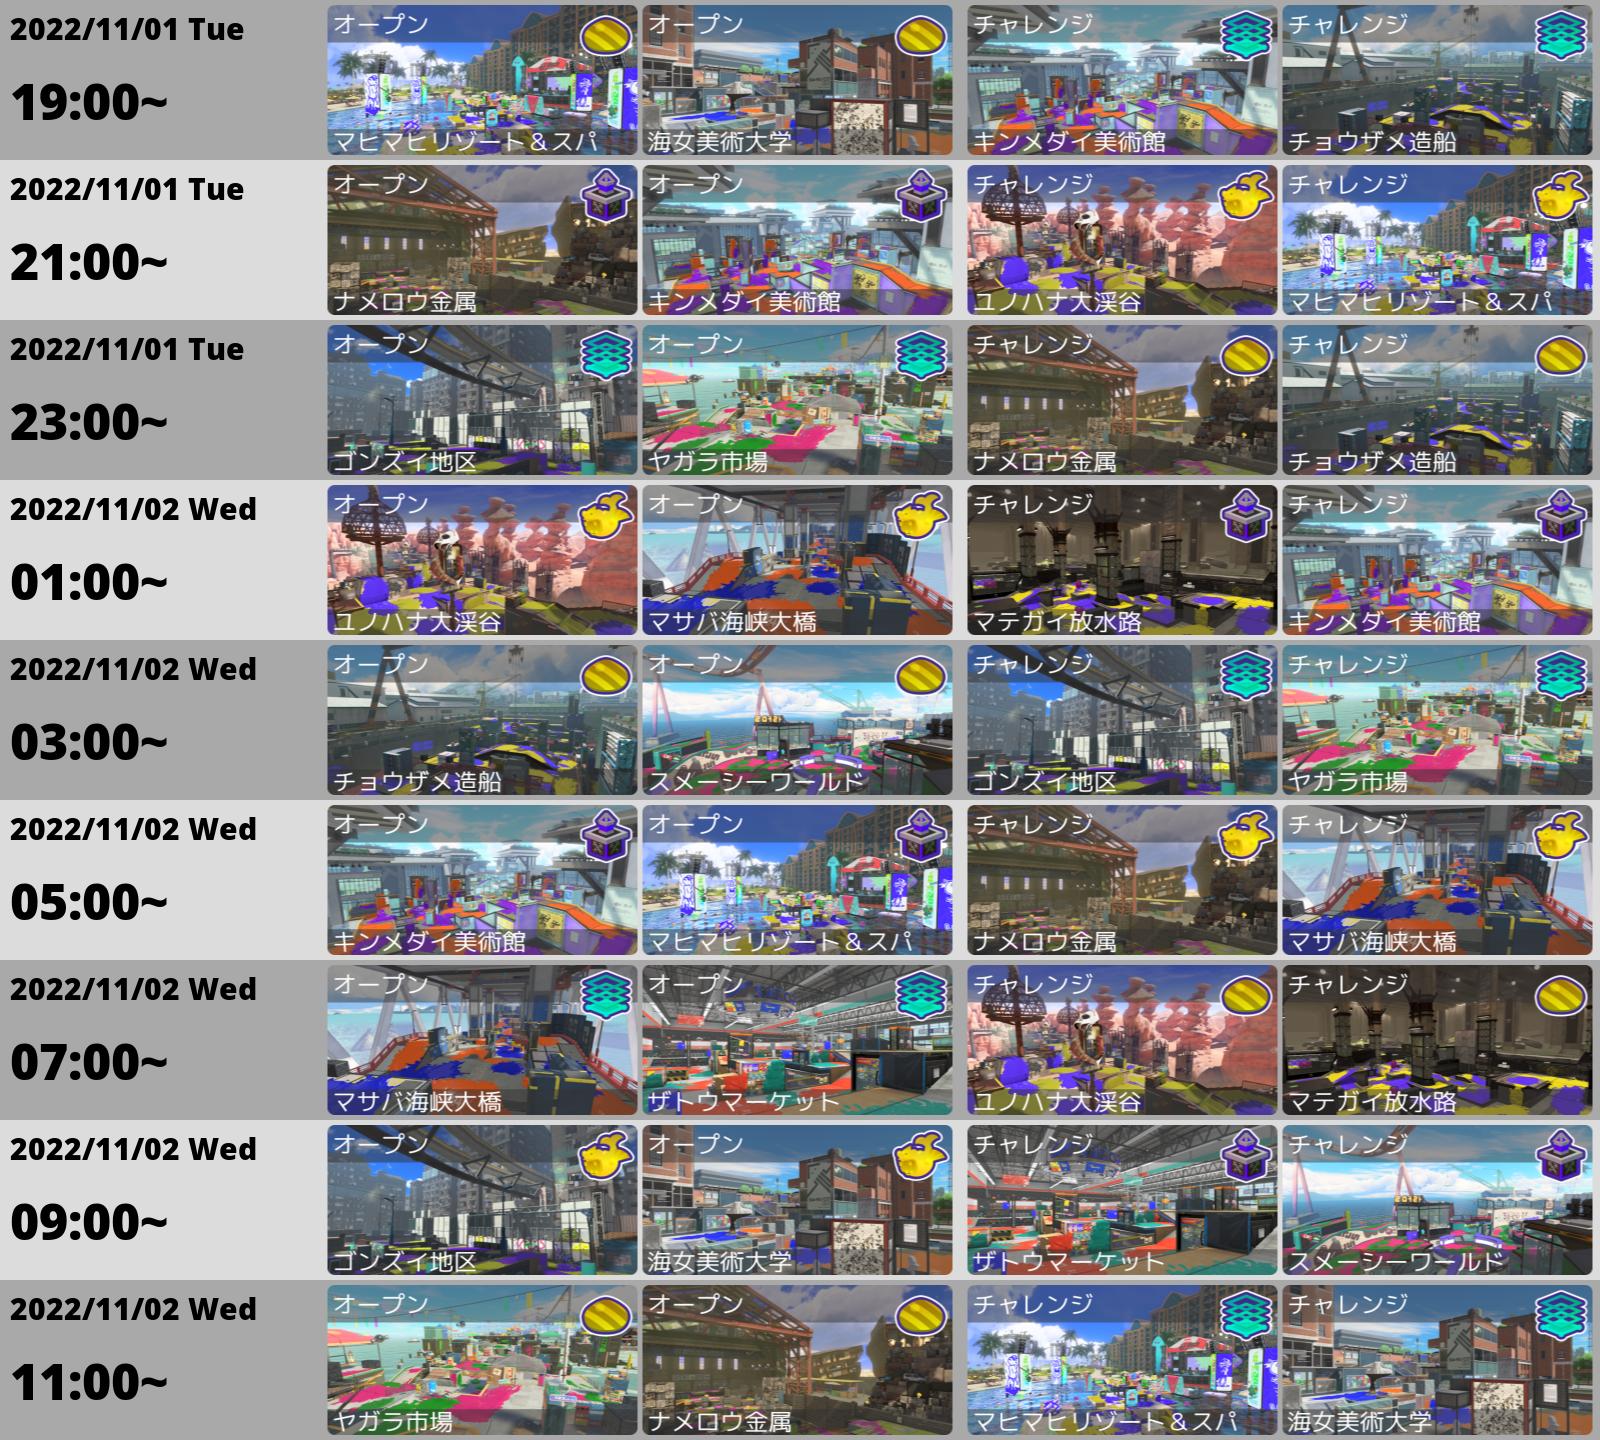 2022/11/01 Tue
19:00~
オープン
マヒマヒリゾート＆スパ
オープン
海女美術大学
チャレンジ
キンメダイ美術館
チャレンジ
チョウザメ造船
2022/11/01 Tue
21:00~
オープン
ナメロウ金属
オープン
キンメダイ美術館
チャレンジ
ユノハナ大渓谷
チャレンジ
マヒマヒリゾート＆スパ
2022/11/01 Tue
23:00~
オープン
ゴンズイ地区
オープン
ヤガラ市場
チャレンジ
ナメロウ金属
チャレンジ
チョウザメ造船
2022/11/02 Wed
01:00~
オープン
ユノハナ大渓谷
オープン
マサバ海峡大橋
チャレンジ
マテガイ放水路
チャレンジ
キンメダイ美術館
2022/11/02 Wed
03:00~
オープン
チョウザメ造船
オープン
スメーシーワールド
チャレンジ
ゴンズイ地区
チャレンジ
ヤガラ市場
2022/11/02 Wed
05:00~
オープン
キンメダイ美術館
オープン
マヒマヒリゾート＆スパ
チャレンジ
ナメロウ金属
チャレンジ
マサバ海峡大橋
2022/11/02 Wed
07:00~
オープン
マサバ海峡大橋
オープン
ザトウマーケット
チャレンジ
ユノハナ大渓谷
チャレンジ
マテガイ放水路
2022/11/02 Wed
09:00~
オープン
ゴンズイ地区
オープン
海女美術大学
チャレンジ
ザトウマーケット
チャレンジ
スメーシーワールド
2022/11/02 Wed
11:00~
オープン
ヤガラ市場
オープン
ナメロウ金属
チャレンジ
マヒマヒリゾート＆スパ
チャレンジ
海女美術大学